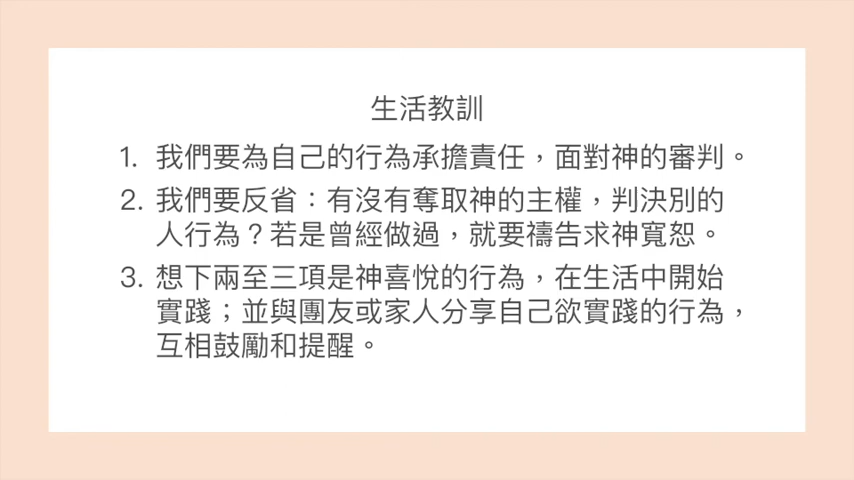 生活教訓
1. 我們要為自己的行為承擔責任，面對神的審判。
2. 我們要反省：有沒有奪取神的主權，判決別的
人行為？若是曾經做過，就要禱告求神寬恕。
3. 想下兩至三項是神喜悅的行為，在生活中開始
實踐；並與團友或家人分享自己欲實踐的行為，
互相鼓勵和提醒。